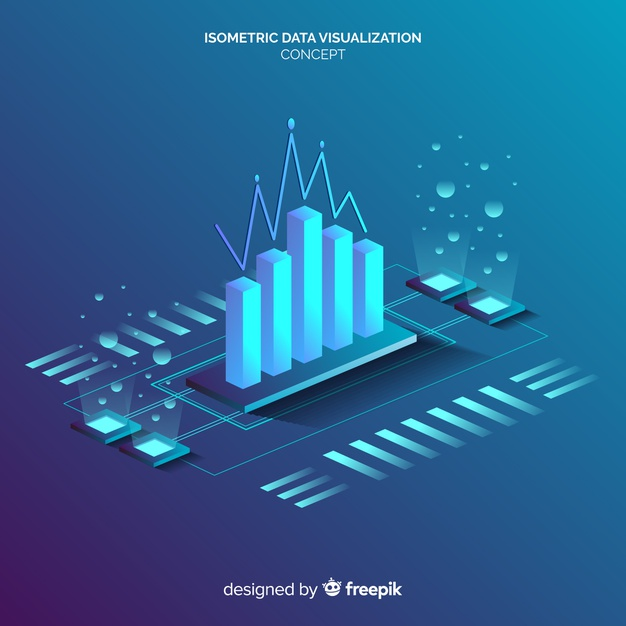 ISOMETRIC DATA VISUALIZATION
CONCEPT
designed by freepik